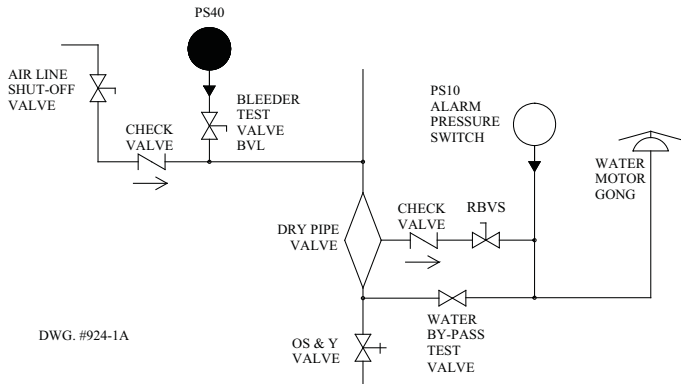 PS40
AIR LINE
SHUT-OFF
VALVE
BLEEDER
TEST
VALVE
BVL
CHECK
VALVE
PS10
ALARM
PRESSURE
SWITCH
WATER
MOTOR
GONG
DRY PIPE
VALVE
CHECK
VALVE
RBVS
WATER
BY-PASS
TEST
VALVE
OS & Y
VALVE
DWG. #924-1A